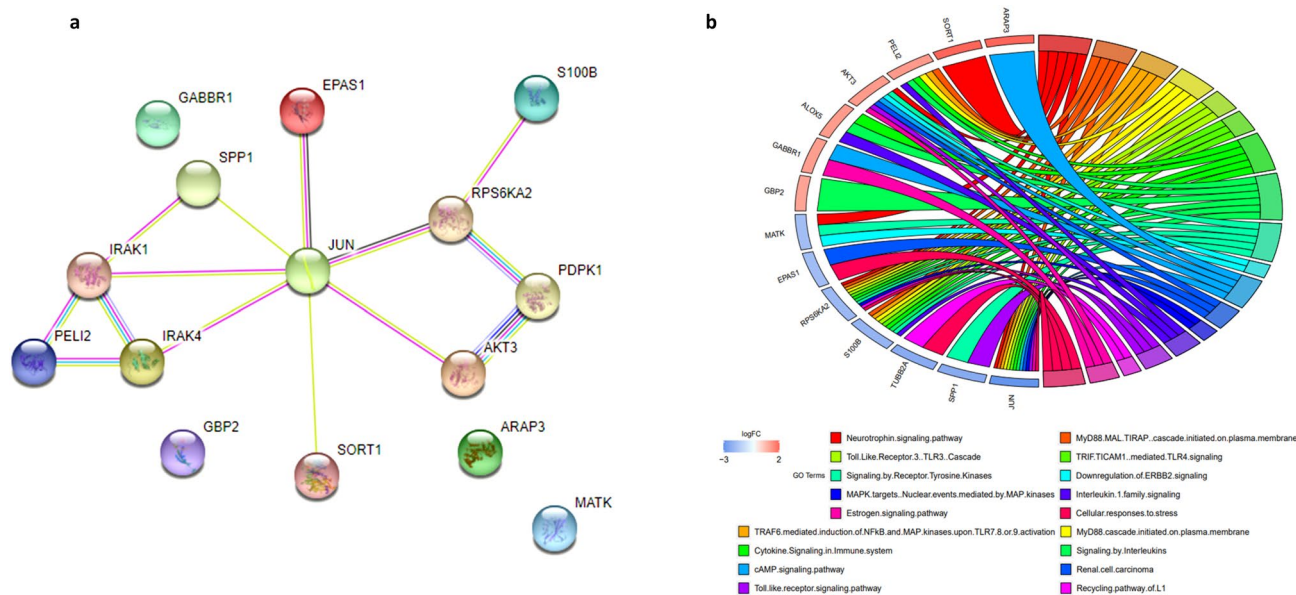 a
GABBR1
EPAS1
S100B
SPP1
RPS6KA2
IRAK1
JUN
PDPK1
PELI2
IRAK4
AKT3
GBP2
SORT1
ARAP3
MATK
b
ARAP3
SORT1
PELI2
AKT3
ALOX5
GABBR1
GBP2
MATK
EPAS1
RPS6KA2
S100B
TUBB2A
SPP1
JUN
logFC
−3 2
GO Terms
Neurotrophin.signaling.pathway
Toll.Like.Receptor.3..TLR3..Cascade
Signaling.by.Receptor.Tyrosine.Kinases
MAPK.targets..Nuclear.events.mediated.by.MAP.kinases
Estrogen.signaling.pathway
TRAF6.mediated.induction.of.NFkB.and.MAP.kinases.upon.TLR7.8.or.9.activation
Cytokine.Signaling.in.Immune.system
cAMP.signaling.pathway
Toll.like.receptor.signaling.pathway
MyD88.MAL.TIRAP..cascade.initiated.on.plasma.membrane
TRIF.TICAM1..mediated.TLR4.signaling
Downregulation.of.ERBB2.signaling
Interleukin.1.family.signaling
Cellular.responses.to.stress
MyD88.cascade.initiated.on.plasma.membrane
Signaling.by.Interleukins
Renal.cell.carcinoma
Recycling.pathway.of.L1